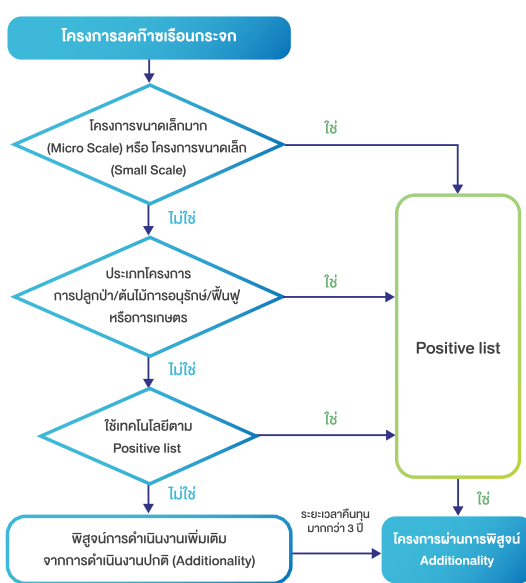 โครงการลดก๊าซเรือนกระจก
โครงการขนาดเล็กมาก
(Micro Scale) หรือ โครงการขนาดเล็ก
(Small Scale)
ใช่
ไม่ใช่
ประเภทโครงการ
การปลูกป่า/ต้นไม้การอนุรักษ์/ฟื้นฟู
หรือการเกษตร
ใช่
Positive list
ไม่ใช่
ใช้เทคโนโลยีตาม
Positive list
ใช่
ไม่ใช่
ใช่
พิสูจน์การดำเนินงานเพิ่มเติม
จากการดำเนินงานปกติ (Additionality)
ระยะเวลาคืนทุน
มากกว่า 3 ปี
โครงการผ่านการพิสูจน์
Additionality